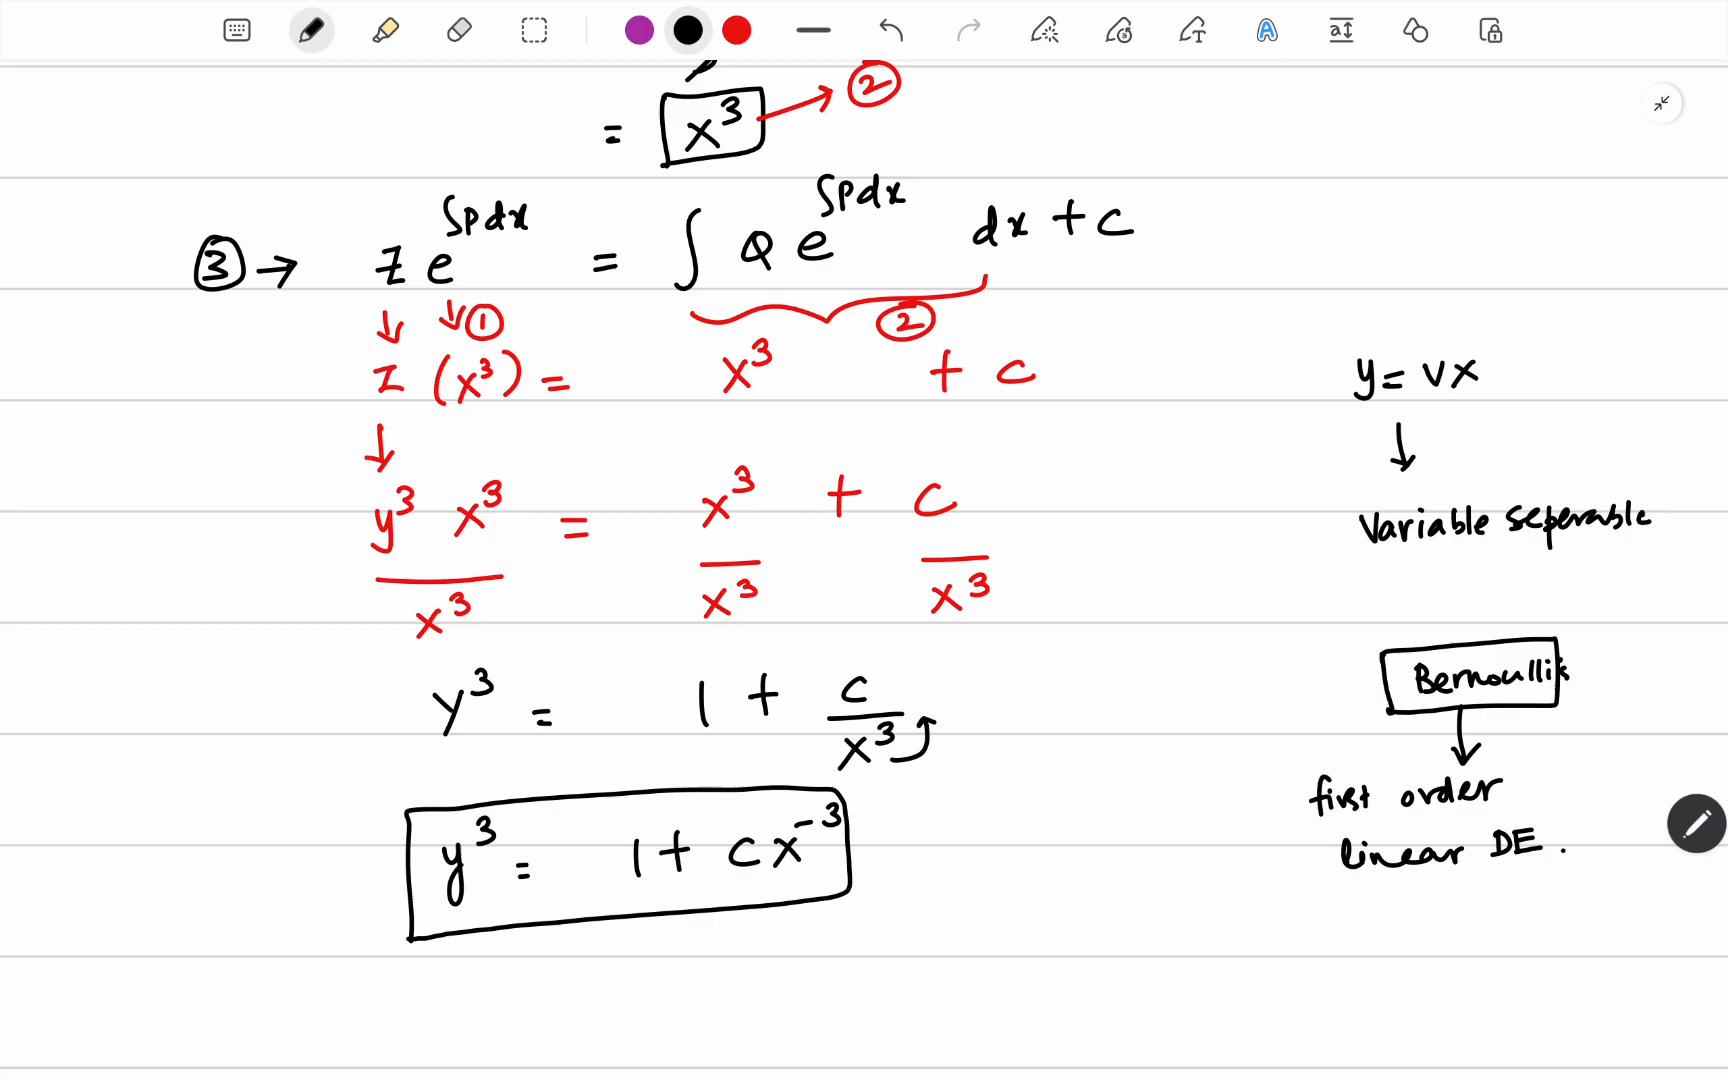 = x³ → ②
③ → z e^∫pdx = ∫ Q e^∫pdx dx + c
① ②
z (x³) = x³ + c
y³ x³ / x³ = x³ / x³ + c / x³
y³ = 1 + c / x³
y³ = 1 + cx⁻³
y = vx
↓
Variable seperable
Bernoulli's
↓
first order
linear DE.